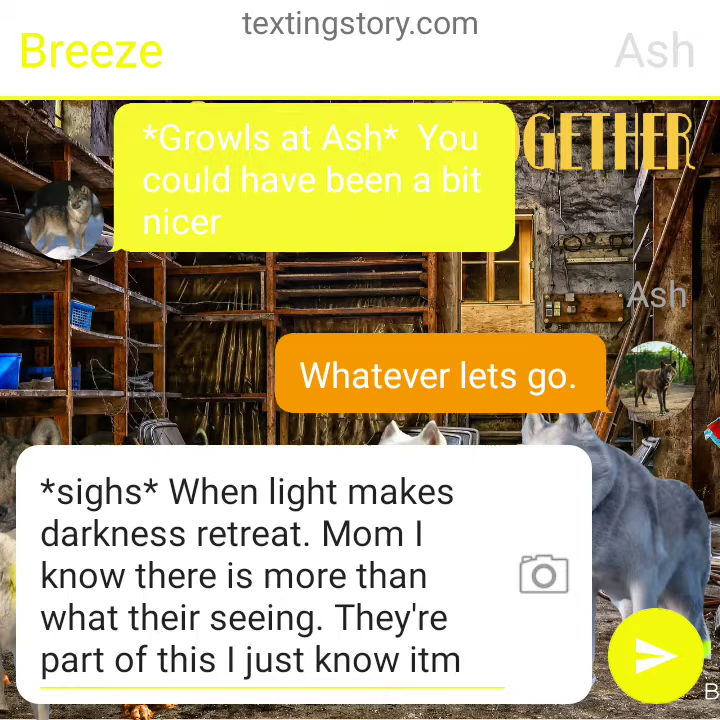 textingstory.com
Breeze
Ash
*Growls at Ash* You
could have been a bit
nicer
GETHER
Ash
Whatever lets go.
*sighs* When light makes
darkness retreat. Mom I
know there is more than
what their seeing. They're
part of this I just know itm
B